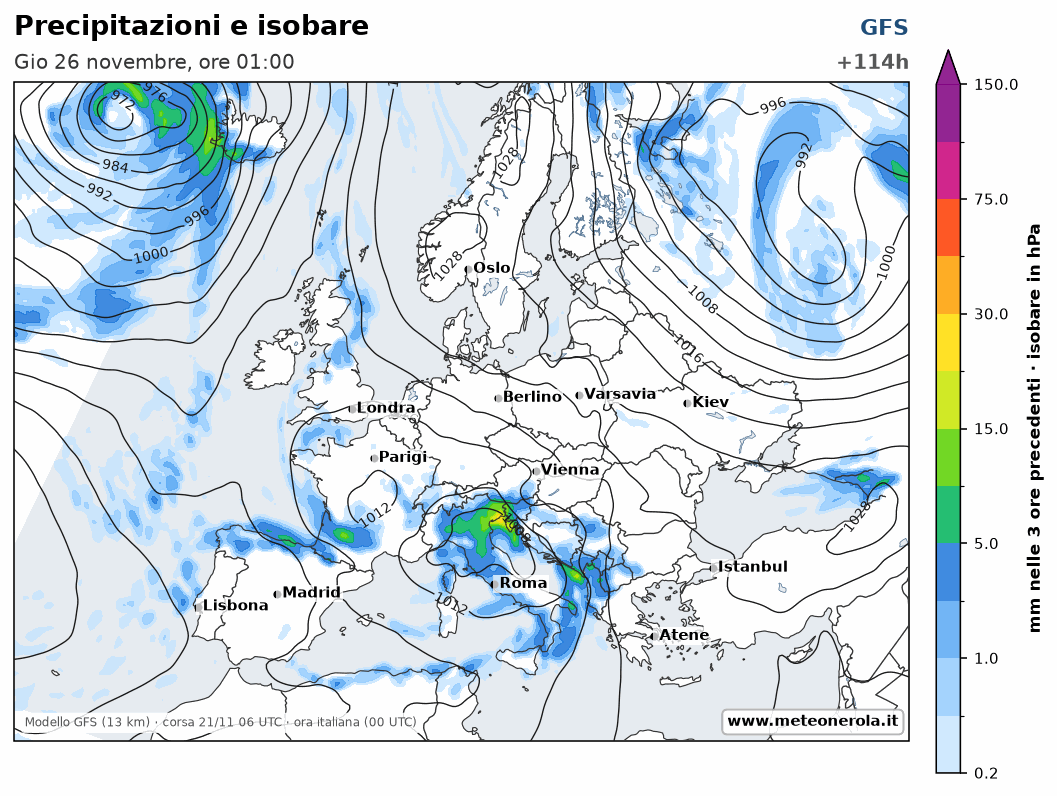 Precipitazioni e isobare
GFS
Gio 26 novembre, ore 01:00
+114h
972
976
984
992
996
1000
996
992
1000
1028
1028
Oslo
1008
1016
Berlino
Varsavia
Kiev
Londra
Parigi
Vienna
1012
1008
1028
Istanbul
Roma
Madrid
Lisbona
1012
Atene
Modello GFS (13 km) · corsa 21/11 06 UTC · ora italiana (00 UTC)
www.meteonerola.it
150.0
75.0
30.0
15.0
5.0
1.0
0.2
mm nelle 3 ore precedenti · isobare in hPa